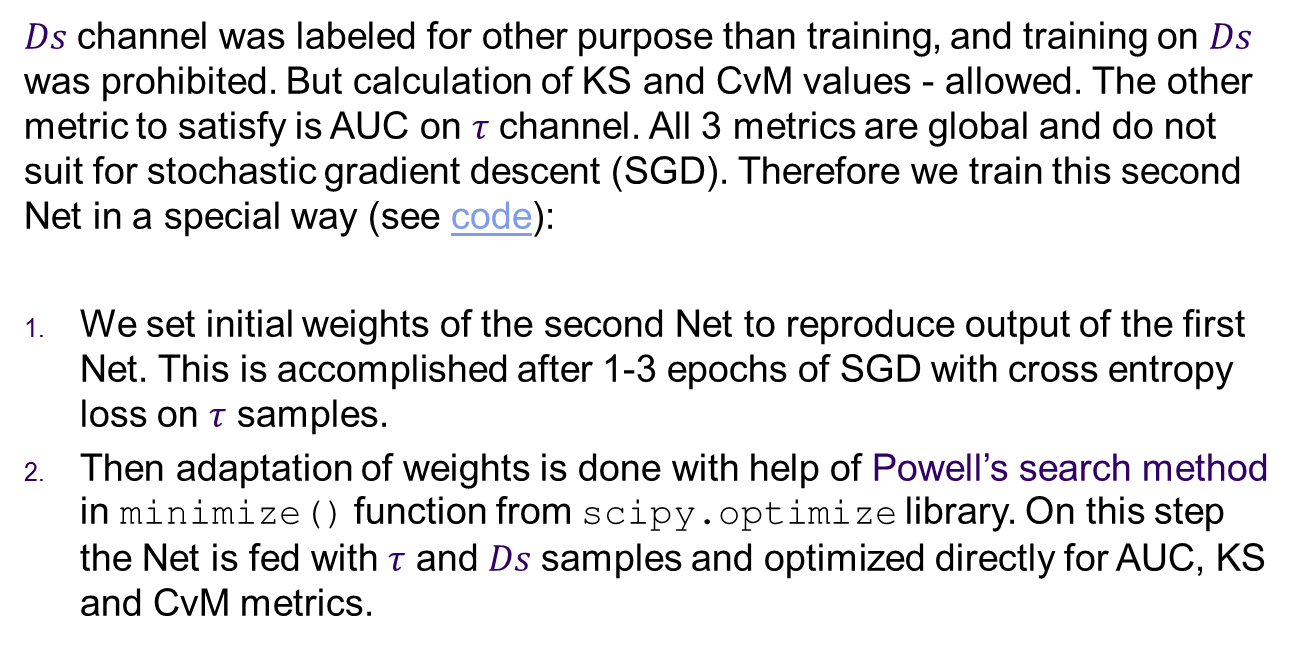 Ds channel was labeled for other purpose than training, and training on Ds
was prohibited. But calculation of KS and CvM values - allowed. The other
metric to satisfy is AUC on τ channel. All 3 metrics are global and do not
suit for stochastic gradient descent (SGD). Therefore we train this second
Net in a special way (see code):
1. We set initial weights of the second Net to reproduce output of the first
Net. This is accomplished after 1-3 epochs of SGD with cross entropy
loss on τ samples.
2. Then adaptation of weights is done with help of Powell’s search method
in minimize() function from scipy.optimize library. On this step
the Net is fed with τ and Ds samples and optimized directly for AUC, KS
and CvM metrics.